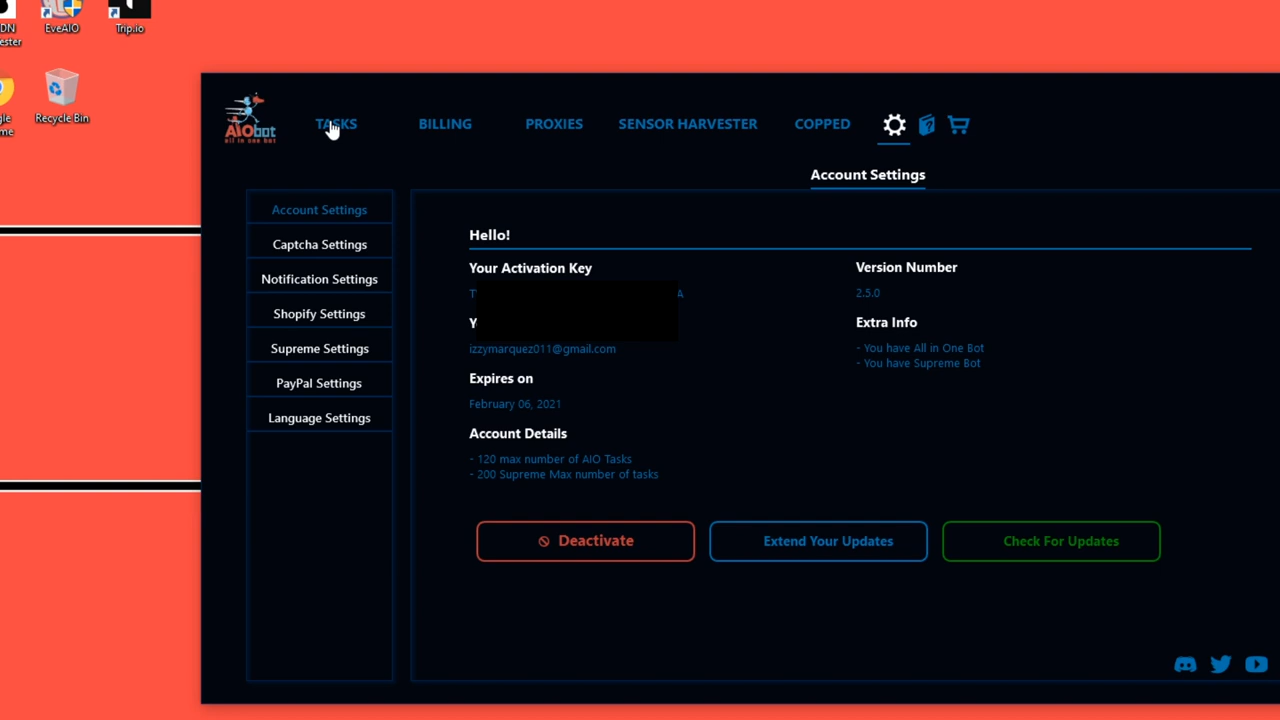 DN
ester
EveAIO
Trip.io
gle
me
Recycle Bin
AIObot
all in one bot
TASKS
BILLING
PROXIES
SENSOR HARVESTER
COPPED
Account Settings
Account Settings
Captcha Settings
Notification Settings
Shopify Settings
Supreme Settings
PayPal Settings
Language Settings
Hello!
Your Activation Key
T A
Y
izzymarquez011@gmail.com
Expires on
February 06, 2021
Account Details
- 120 max number of AIO Tasks
- 200 Supreme Max number of tasks
Version Number
2.5.0
Extra Info
- You have All in One Bot
- You have Supreme Bot
Deactivate
Extend Your Updates
Check For Updates